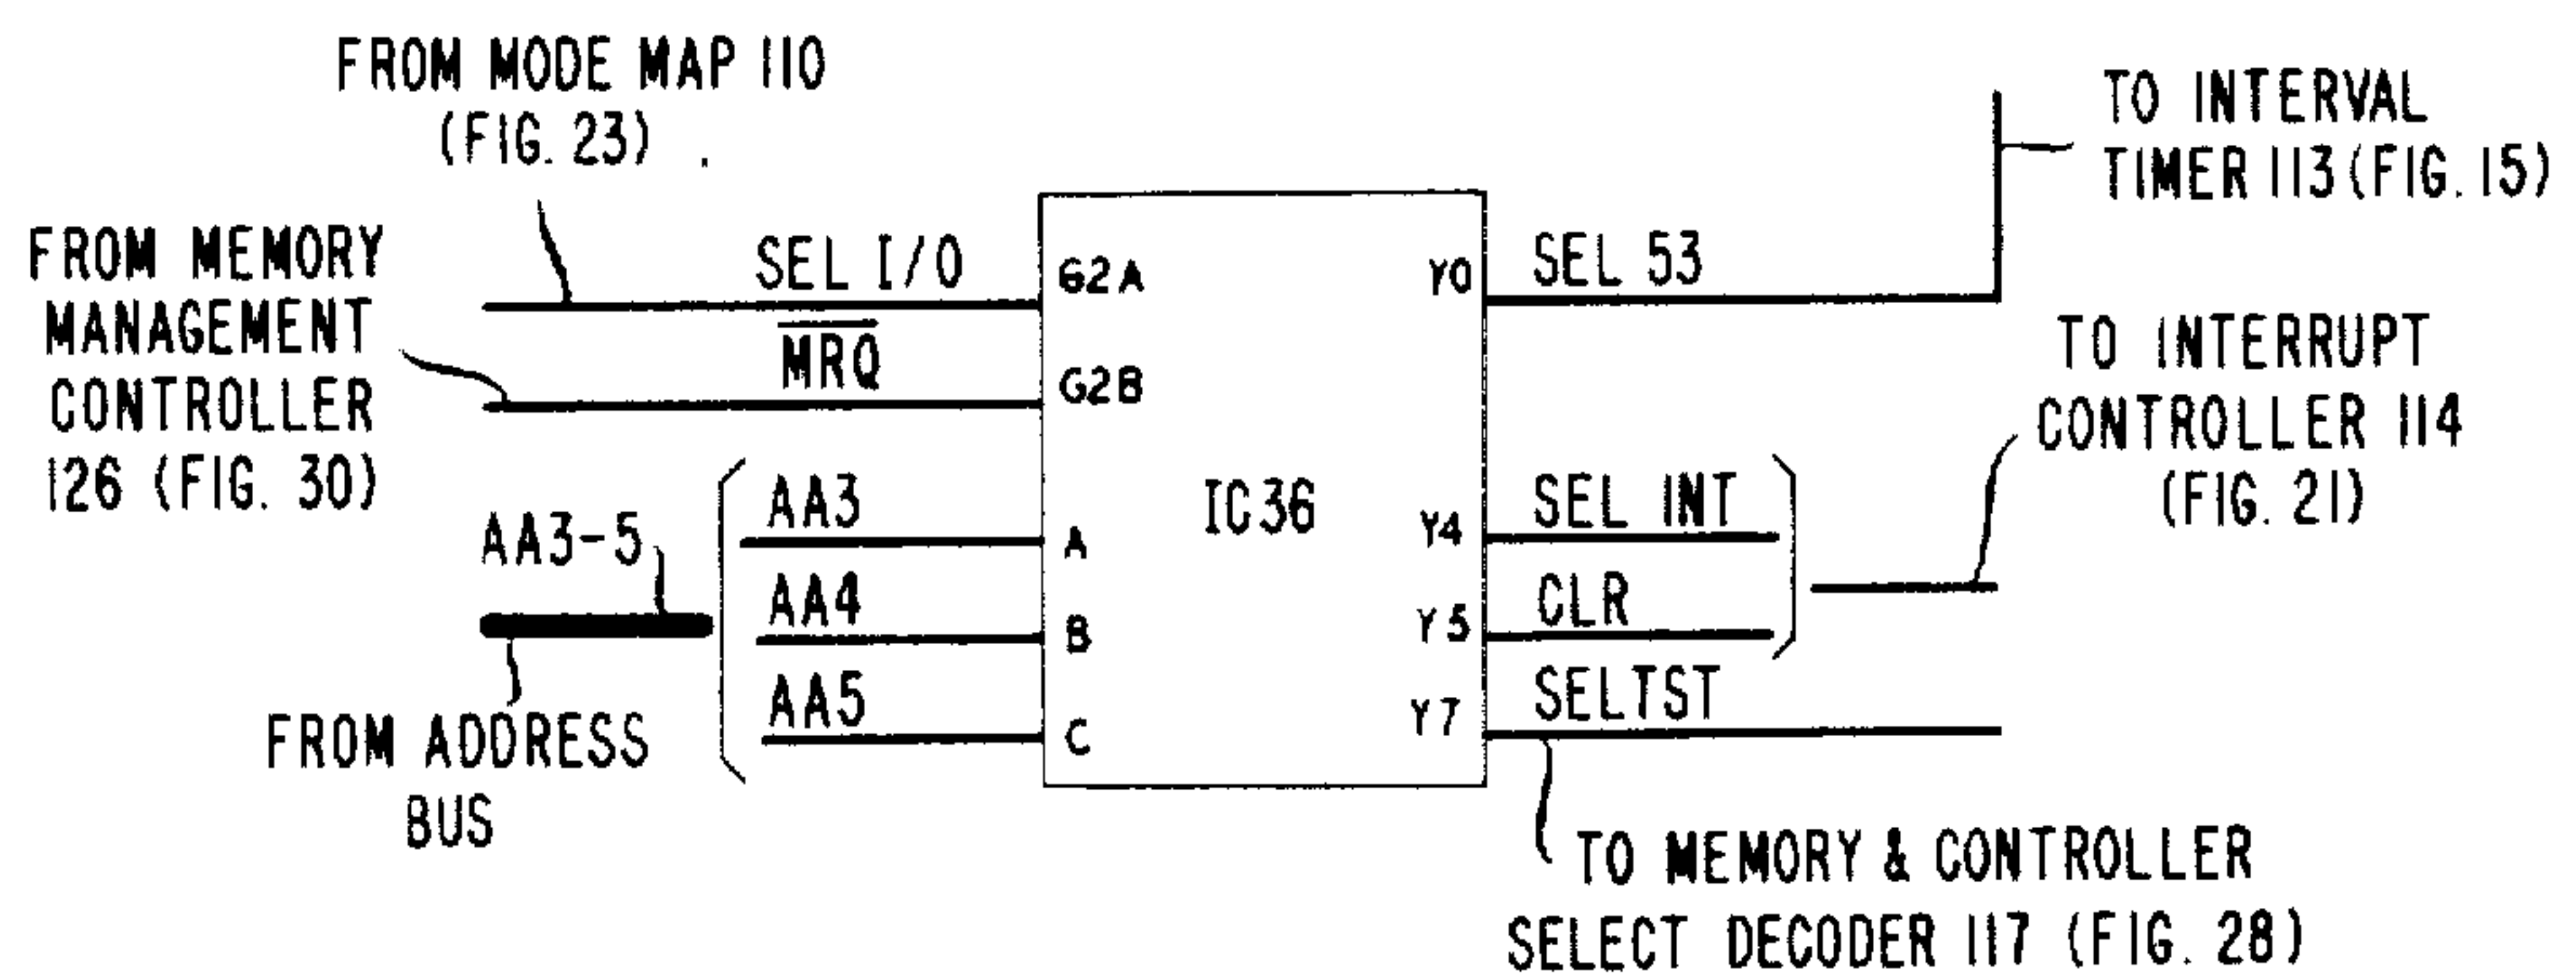 FROM MODE MAP 110
(FIG. 23)
FROM MEMORY
MANAGEMENT
CONTROLLER
126 (FIG. 30)
SEL I/O
MRQ
AA3-5
AA3
AA4
AA5
FROM ADDRESS
BUS
G2A
G2B
A
B
C
IC36
Y0
Y4
Y5
Y7
SEL 53
SEL INT
CLR
SELTST
TO INTERVAL
TIMER 113 (FIG. 15)
TO INTERRUPT
CONTROLLER 114
(FIG. 21)
TO MEMORY & CONTROLLER
SELECT DECODER 117 (FIG. 28)